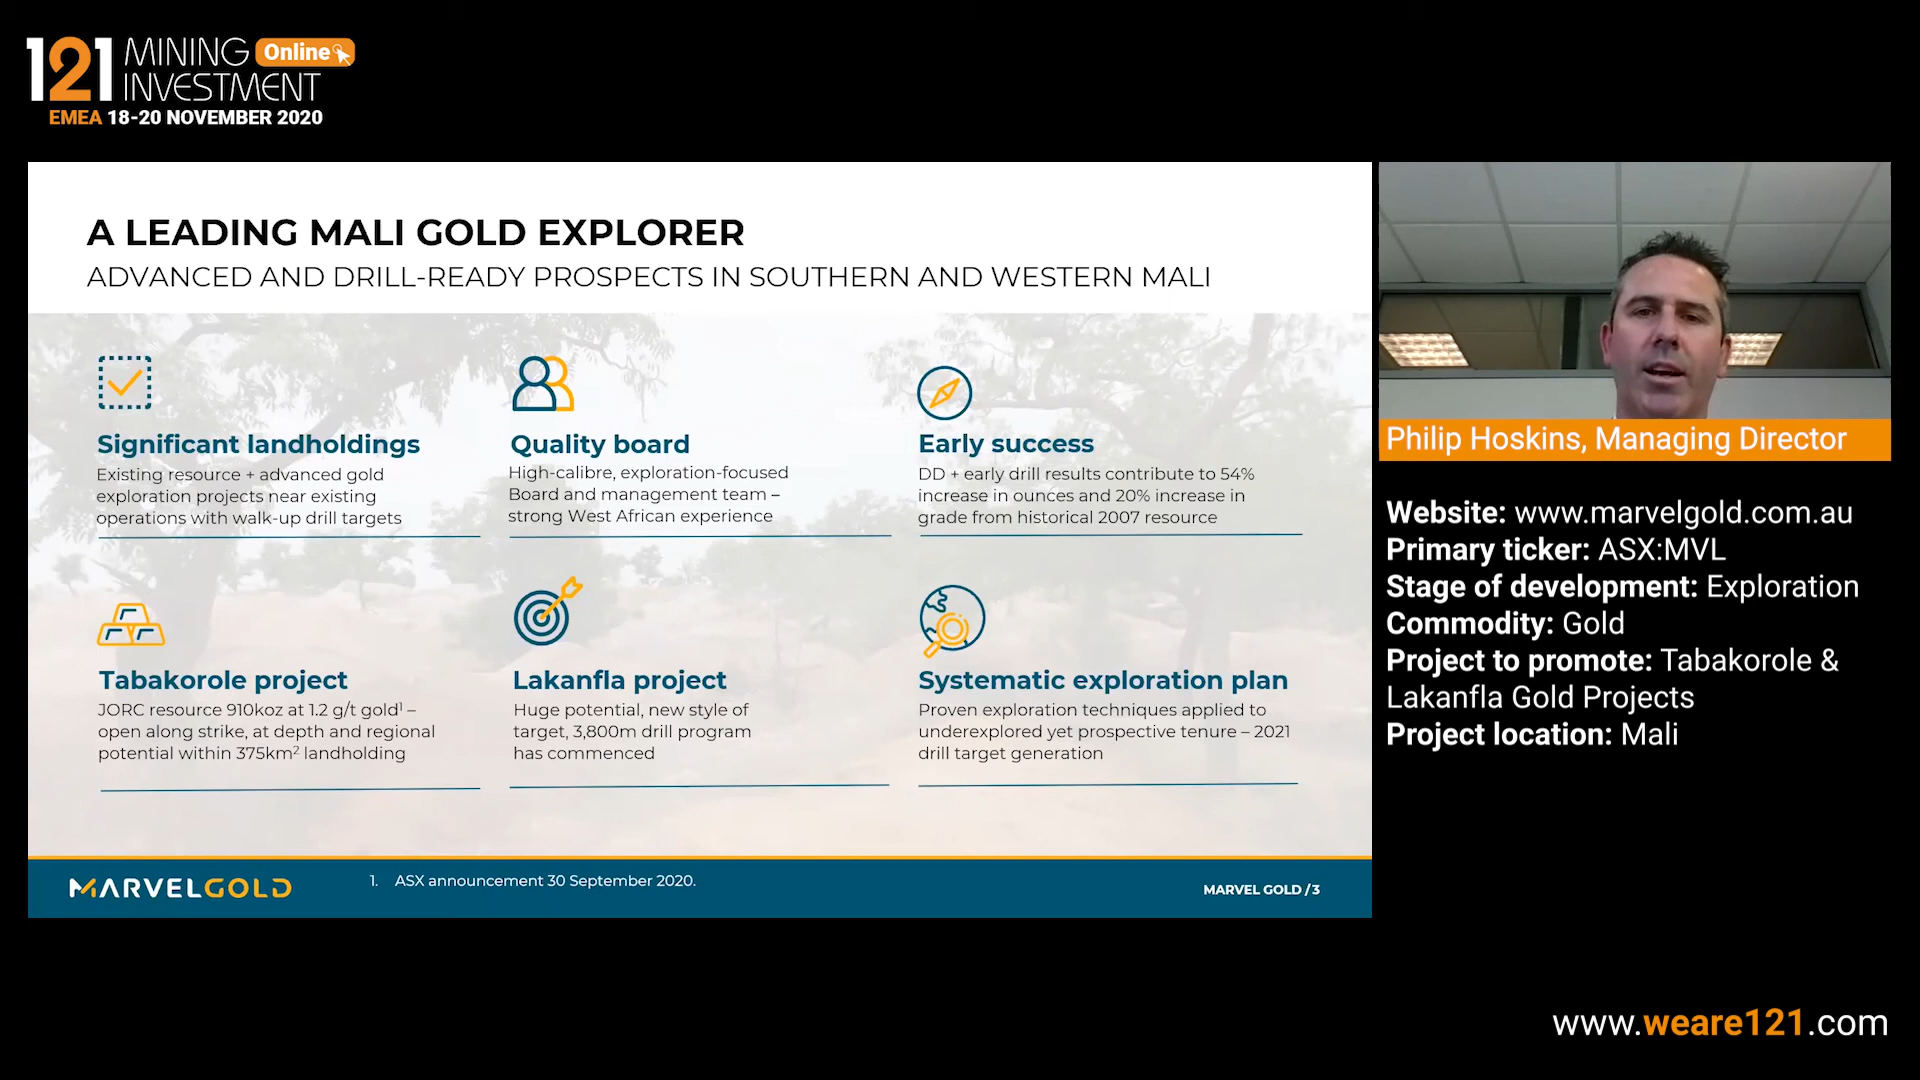 121 MINING Online
INVESTMENT
EMEA 18-20 NOVEMBER 2020
A LEADING MALI GOLD EXPLORER
ADVANCED AND DRILL-READY PROSPECTS IN SOUTHERN AND WESTERN MALI
Significant landholdings
Existing resource + advanced gold
exploration projects near existing
operations with walk-up drill targets
Quality board
High-calibre, exploration-focused
Board and management team –
strong West African experience
Early success
DD + early drill results contribute to 54%
increase in ounces and 20% increase in
grade from historical 2007 resource
Tabakorole project
JORC resource 910koz at 1.2 g/t gold¹ –
open along strike, at depth and regional
potential within 375km² landholding
Lakanfla project
Huge potential, new style of
target, 3,800m drill program
has commenced
Systematic exploration plan
Proven exploration techniques applied to
underexplored yet prospective tenure – 2021
drill target generation
MARVELGOLD
1. ASX announcement 30 September 2020.
MARVEL GOLD / 3
Philip Hoskins, Managing Director
Website: www.marvelgold.com.au
Primary ticker: ASX:MVL
Stage of development: Exploration
Commodity: Gold
Project to promote: Tabakorole &
Lakanfla Gold Projects
Project location: Mali
www.weare121.com